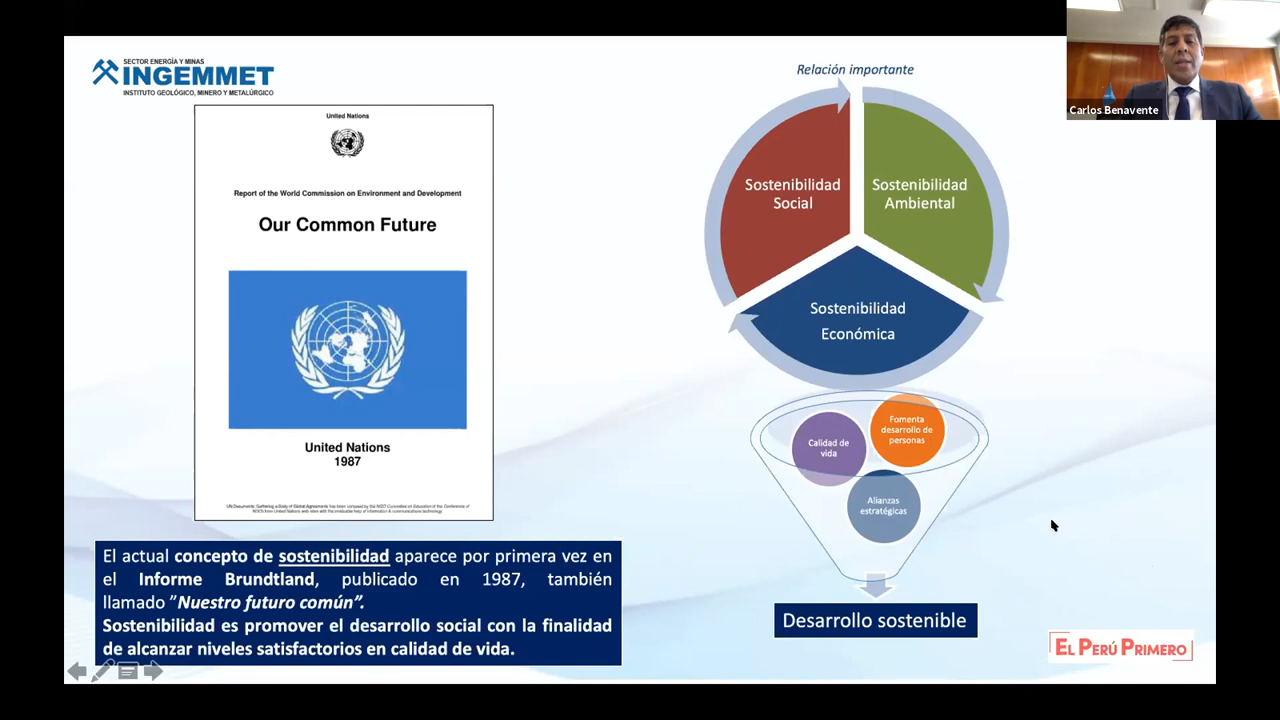 SECTOR ENERGÍA Y MINAS
INGEMMET
INSTITUTO GEOLÓGICO, MINERO Y METALÚRGICO
United Nations
Report of the World Commission on Environment and Development
Our Common Future
United Nations
1987
El actual concepto de sostenibilidad aparece por primera vez en
el Informe Brundtland, publicado en 1987, también
llamado ”Nuestro futuro común”.
Sostenibilidad es promover el desarrollo social con la finalidad
de alcanzar niveles satisfactorios en calidad de vida.
Relación importante
Sostenibilidad
Social
Sostenibilidad
Ambiental
Sostenibilidad
Económica
Calidad de
vida
Fomenta
desarrollo de
personas
Alianzas
estratégicas
Desarrollo sostenible
EL PERÚ PRIMERO
Carlos Benavente